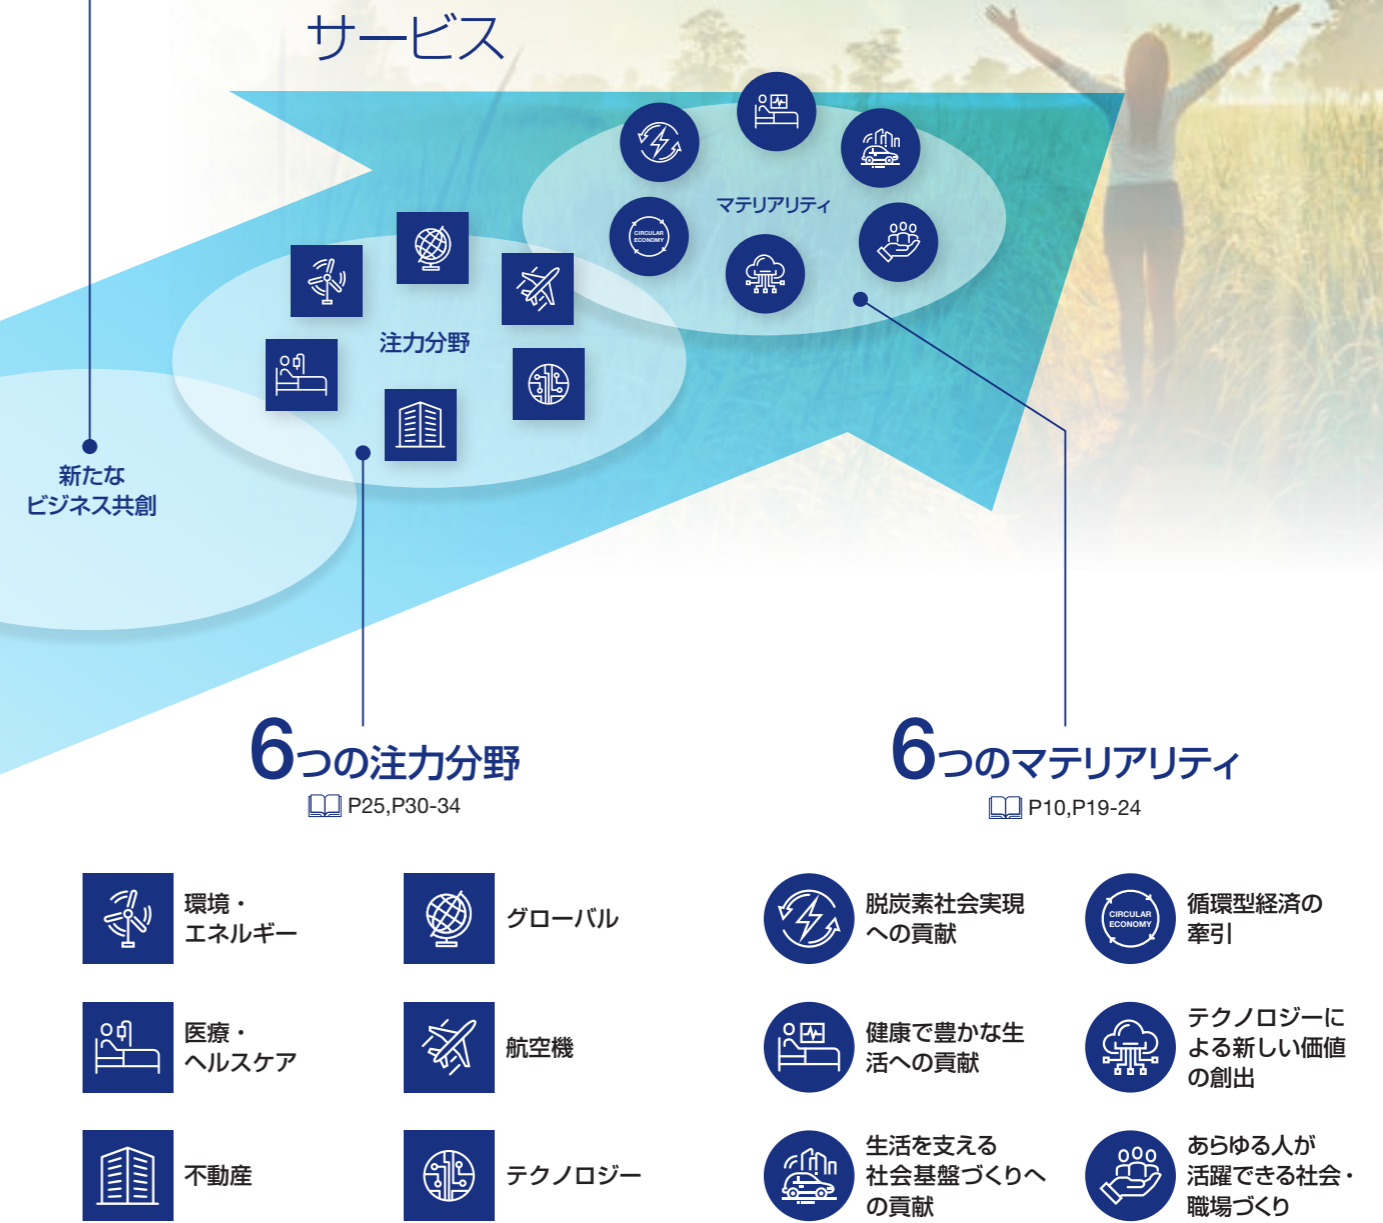 サービス
マテリアリティ
CIRCULAR
ECONOMY
注力分野
新たな
ビジネス共創
6つの注力分野
P25,P30-34
環境・
エネルギー
グローバル
医療・
ヘルスケア
航空機
不動産
テクノロジー
6つのマテリアリティ
P10,P19-24
脱炭素社会実現
への貢献
CIRCULAR
ECONOMY
循環型経済の
牽引
健康で豊かな生
活への貢献
テクノロジーに
よる新しい価値
の創出
生活を支える
社会基盤づくりへ
の貢献
あらゆる人が
活躍できる社会・
職場づくり